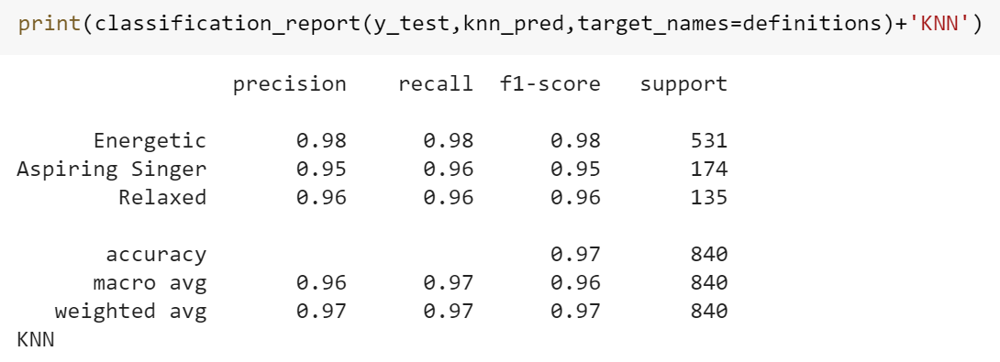 print(classification_report(y_test,knn_pred,target_names=definitions)+'KNN')
precision recall f1-score support
Energetic 0.98 0.98 0.98 531
Aspiring Singer 0.95 0.96 0.95 174
Relaxed 0.96 0.96 0.96 135
accuracy 0.97 840
macro avg 0.96 0.97 0.96 840
weighted avg 0.97 0.97 0.97 840
KNN